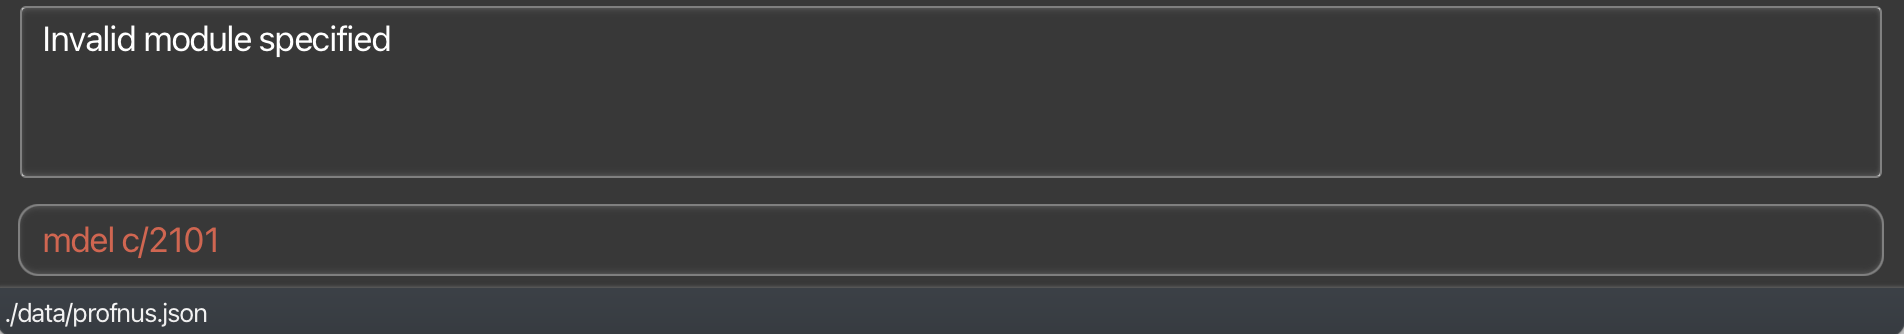 Invalid module specified
mdel c/2101
./data/profnus.json